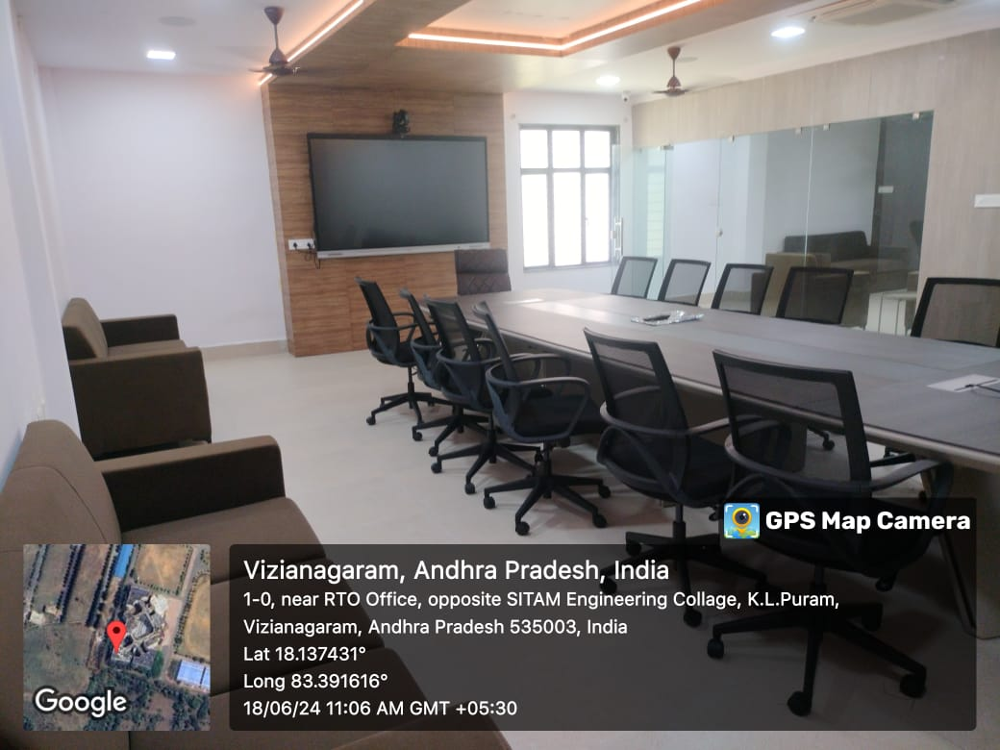 GPS Map Camera
Vizianagaram, Andhra Pradesh, India
1-0, near RTO Office, opposite SITAM Engineering Collage, K.L.Puram,
Vizianagaram, Andhra Pradesh 535003, India
Lat 18.137431°
Long 83.391616°
18/06/24 11:06 AM GMT +05:30
Google